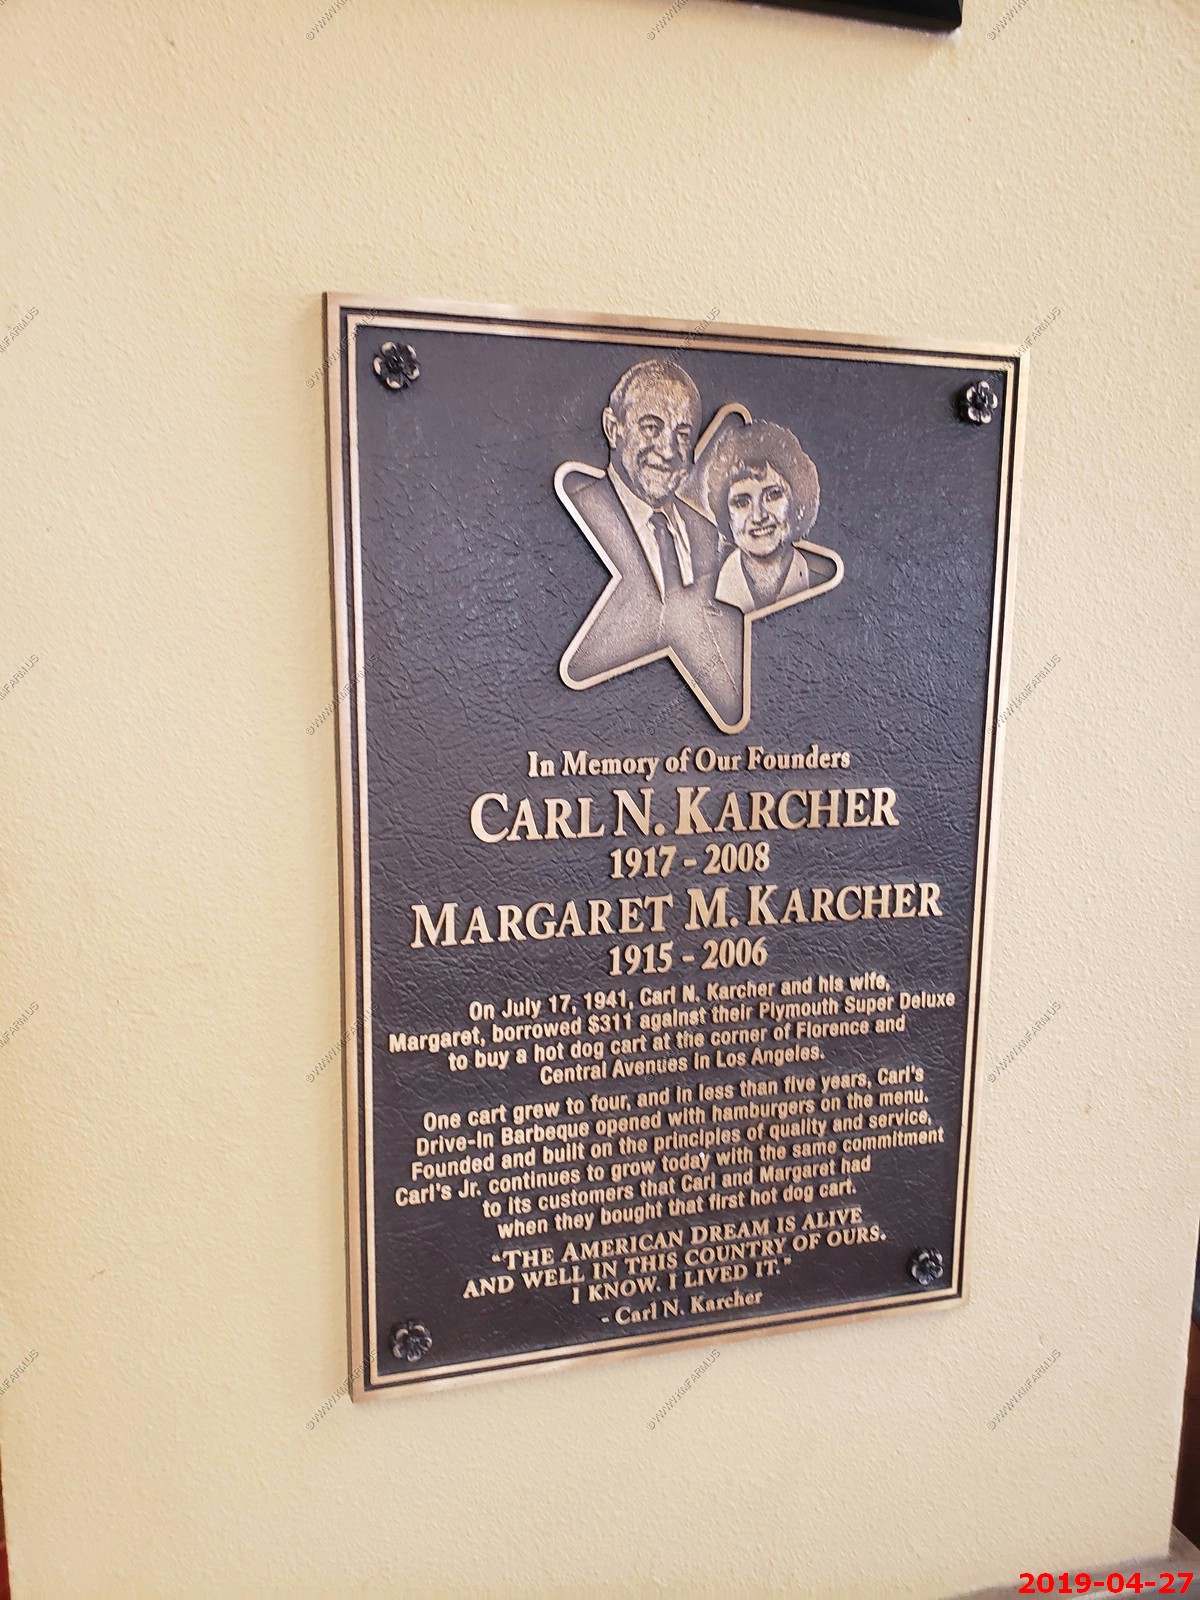 In Memory of Our Founders
CARL N. KARCHER
1917 - 2008
MARGARET M. KARCHER
1915 - 2006
On July 17, 1941, Carl N. Karcher and his wife,
Margaret, borrowed $311 against their Plymouth Super Deluxe
to buy a hot dog cart at the corner of Florence and
Central Avenues in Los Angeles.
One cart grew to four, and in less than five years, Carl's
Drive-In Barbeque opened with hamburgers on the menu.
Founded and built on the principles of quality and service,
Carl's Jr. continues to grow today with the same commitment
to its customers that Carl and Margaret had
when they bought that first hot dog cart.
"THE AMERICAN DREAM IS ALIVE
AND WELL IN THIS COUNTRY OF OURS.
I KNOW. I LIVED IT."
- Carl N. Karcher
2019-04-27